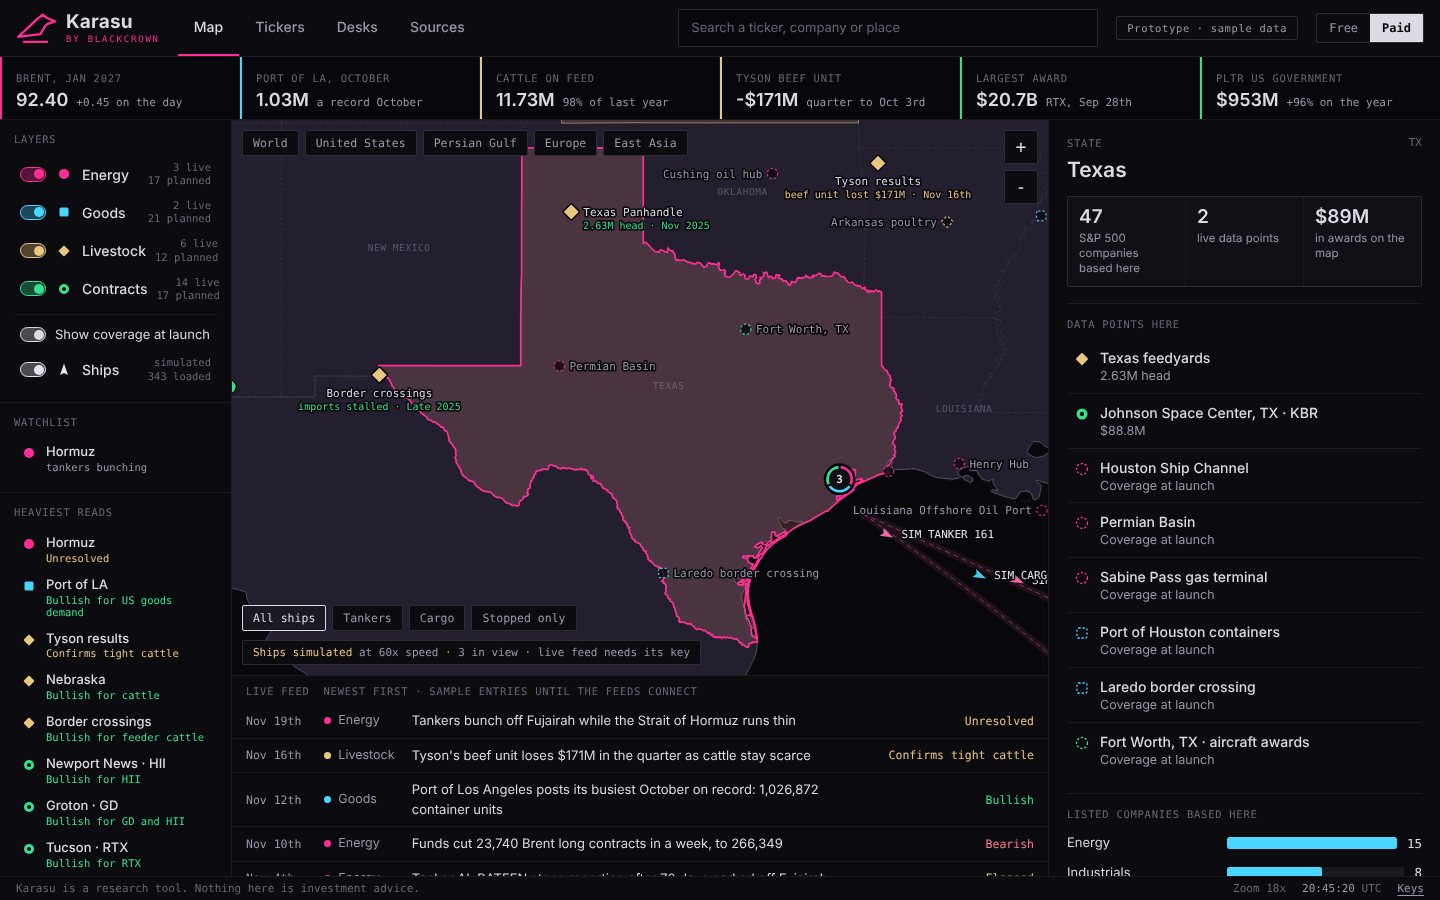 Karasu
BY BLACKCROWN
Map
Tickers
Desks
Sources
Search a ticker, company or place
Prototype · sample data
Free
Paid
BRENT, JAN 2027
92.40 +0.45 on the day
PORT OF LA, OCTOBER
1.03M a record October
CATTLE ON FEED
11.73M 98% of last year
TYSON BEEF UNIT
-$171M quarter to Oct 3rd
LARGEST AWARD
$20.7B RTX, Sep 28th
PLTR US GOVERNMENT
$953M +96% on the year
LAYERS
Energy
3 live
17 planned
Goods
2 live
21 planned
Livestock
6 live
12 planned
Contracts
14 live
17 planned
Show coverage at launch
Ships
simulated
343 loaded
WATCHLIST
Hormuz
tankers bunching
HEAVIEST READS
Hormuz
Unresolved
Port of LA
Bullish for US goods
demand
Tyson results
Confirms tight cattle
Nebraska
Bullish for cattle
Border crossings
Bullish for feeder cattle
Newport News · HII
Bullish for HII
Groton · GD
Bullish for GD and HII
Tucson · RTX
Bullish for RTX
World
United States
Persian Gulf
Europe
East Asia
+
-
Cushing oil hub
OKLAHOMA
Tyson results
beef unit lost $171M · Nov 16th
Texas Panhandle
2.63M head · Nov 2025
Arkansas poultry
NEW MEXICO
Fort Worth, TX
Permian Basin
TEXAS
Border crossings
imports stalled · Late 2025
LOUISIANA
Henry Hub
3
Louisiana Offshore Oil Port
SIM TANKER 161
SIM CARG
Laredo border crossing
All ships
Tankers
Cargo
Stopped only
Ships simulated at 60x speed · 3 in view · live feed needs its key
LIVE FEED NEWEST FIRST · SAMPLE ENTRIES UNTIL THE FEEDS CONNECT
Nov 19th Energy Tankers bunch off Fujairah while the Strait of Hormuz runs thin Unresolved
Nov 16th Livestock Tyson's beef unit loses $171M in the quarter as cattle stay scarce Confirms tight cattle
Nov 12th Goods Port of Los Angeles posts its busiest October on record: 1,026,872
container units Bullish
Nov 10th Energy Funds cut 23,740 Brent long contracts in a week, to 266,349 Bearish
STATE
TX
Texas
47
S&P 500
companies
based here
2
live data points
$89M
in awards on the
map
DATA POINTS HERE
Texas feedyards
2.63M head
Johnson Space Center, TX · KBR
$88.8M
Houston Ship Channel
Coverage at launch
Permian Basin
Coverage at launch
Sabine Pass gas terminal
Coverage at launch
Port of Houston containers
Coverage at launch
Laredo border crossing
Coverage at launch
Fort Worth, TX · aircraft awards
Coverage at launch
LISTED COMPANIES BASED HERE
Energy 15
Industrials 8
Karasu is a research tool. Nothing here is investment advice.
Zoom 18x 20:45:20 UTC Keys